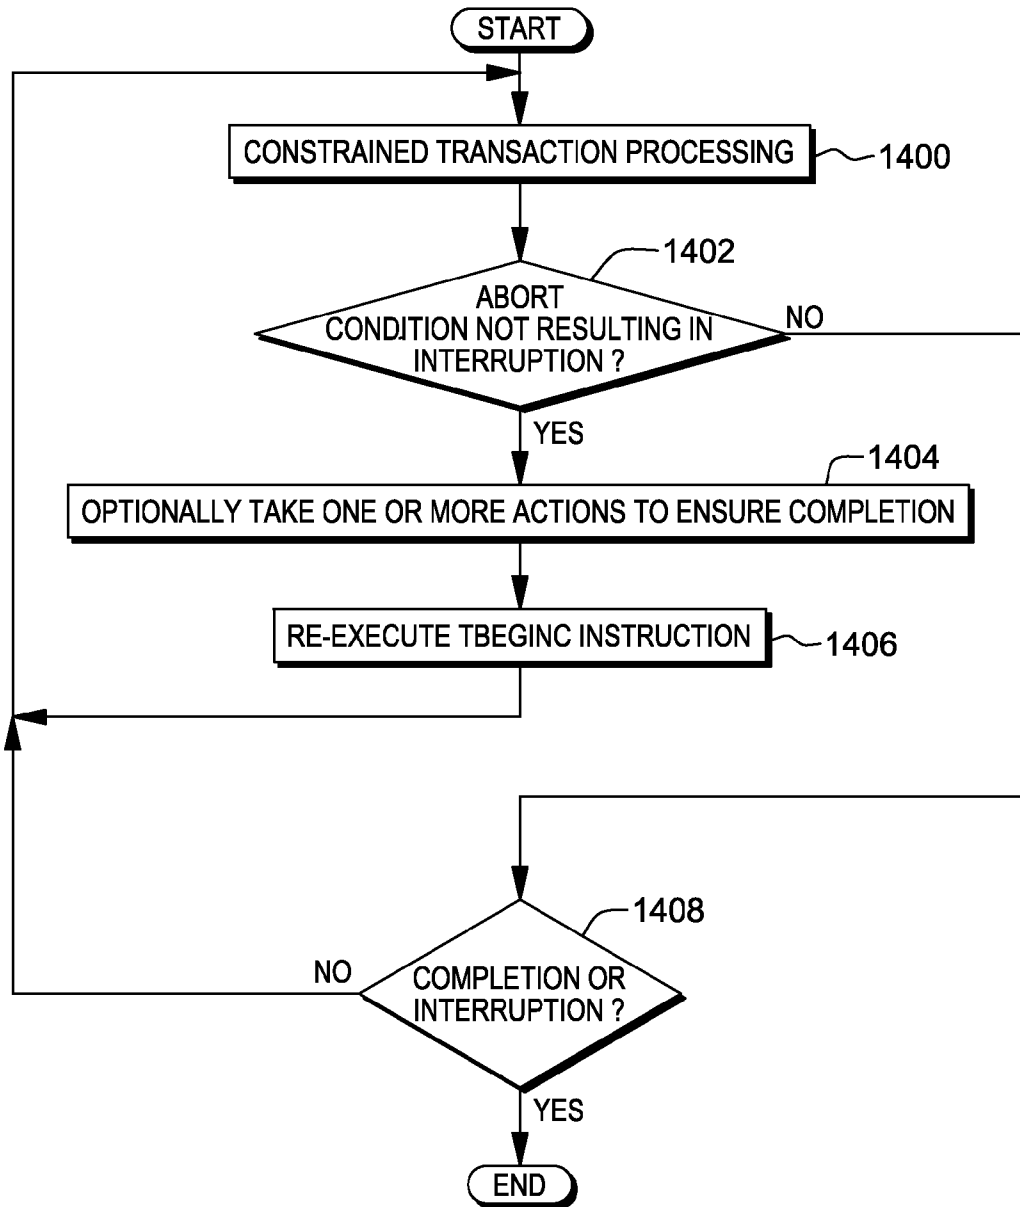 START
CONSTRAINED TRANSACTION PROCESSING
1400
1402
ABORT
CONDITION NOT RESULTING IN
INTERRUPTION ?
NO
YES
1404
OPTIONALLY TAKE ONE OR MORE ACTIONS TO ENSURE COMPLETION
RE-EXECUTE TBEGINC INSTRUCTION
1406
1408
NO
COMPLETION OR
INTERRUPTION ?
YES
END